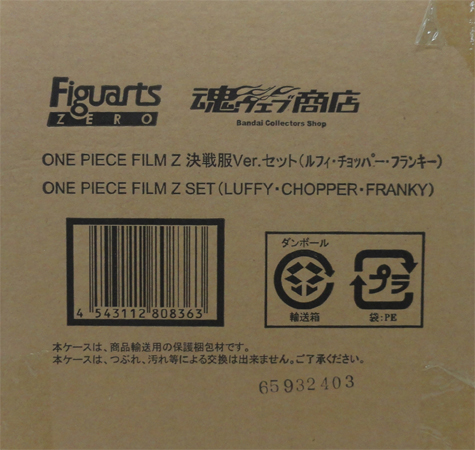 Figuarts
ZERO
魂ウェブ商店
Bandai Collectors Shop
ONE PIECE FILM Z 決戦服Ver.セット(ルフィ・チョッパー・フランキー)
ONE PIECE FILM Z SET(LUFFY・CHOPPER・FRANKY)
4 543112 808363
ダンボール
輸送箱
プラ
袋:PE
本ケースは、商品輸送用の保護梱包材です。
本ケースは、つぶれ、汚れ等による交換は出来ません。ご了承ください。
65932403